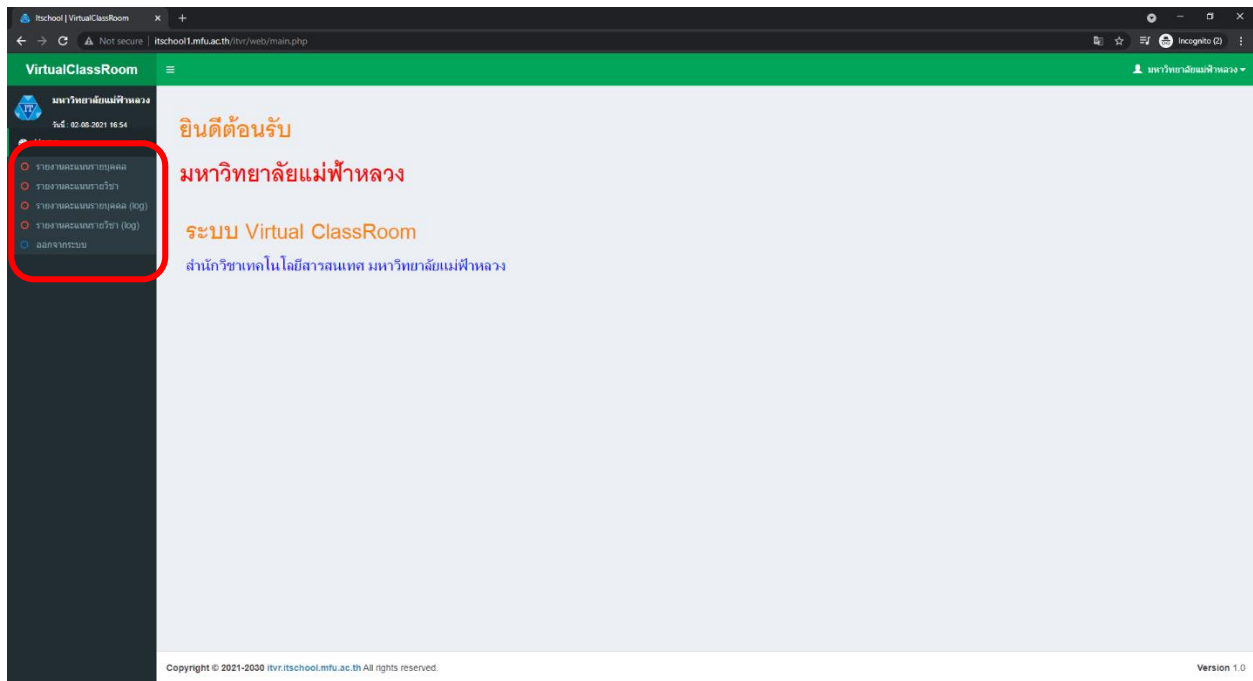 Itschool | VirtualClassRoom
Not secure | itschool1.mfu.ac.th/itvr/web/main.php
Incognito (2)
VirtualClassRoom
มหาวิทยาลัยแม่ฟ้าหลวง
มหาวิทยาลัยแม่ฟ้าหลวง
วันนี้ : 02-08-2021 16:54
ยินดีต้อนรับ
มหาวิทยาลัยแม่ฟ้าหลวง
ระบบ Virtual ClassRoom
สำนักวิชาเทคโนโลยีสารสนเทศ มหาวิทยาลัยแม่ฟ้าหลวง
รายงานคะแนนรายบุคคล
รายงานคะแนนรายวิชา
รายงานคะแนนรายบุคคล (log)
รายงานคะแนนรายวิชา (log)
ออกจากระบบ
Copyright © 2021-2030 itvr.itschool.mfu.ac.th All rights reserved.
Version 1.0